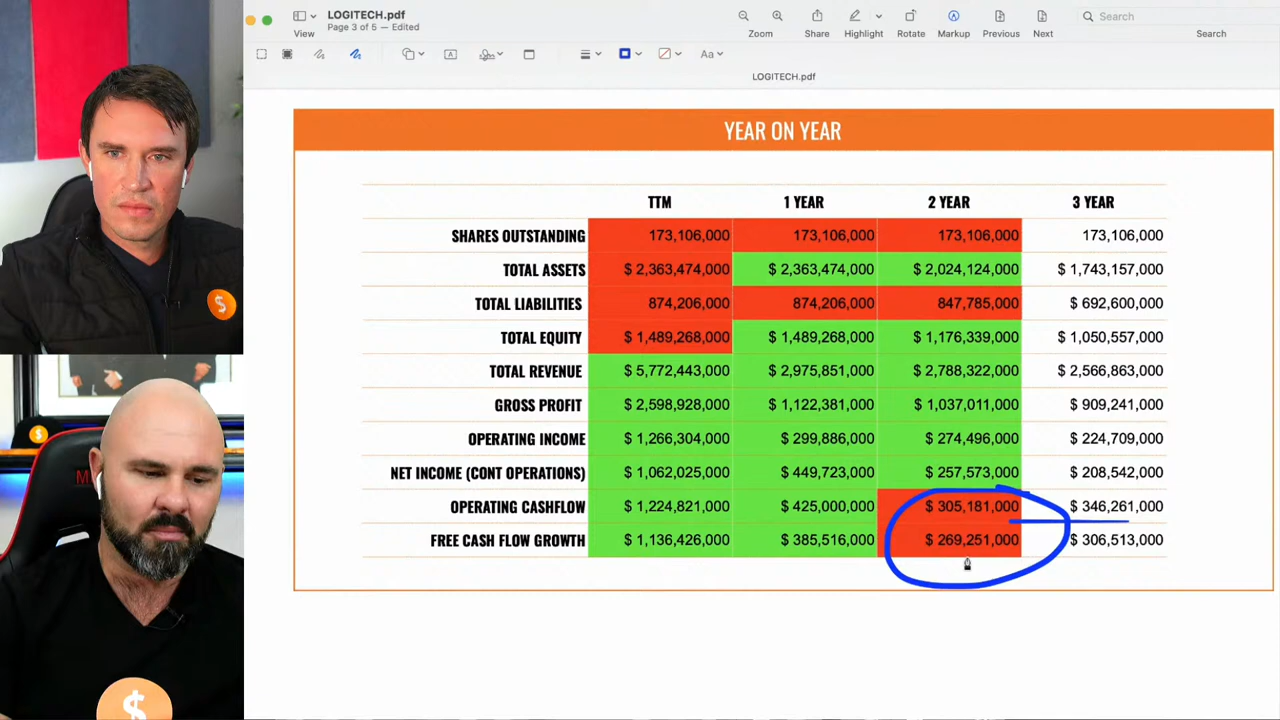 LOGITECH.pdf
Page 3 of 5 – Edited
View
Zoom
Share
Highlight
Rotate
Markup
Previous
Next
Search
Search
Aa
LOGITECH.pdf
YEAR ON YEAR
TTM 1 YEAR 2 YEAR 3 YEAR
SHARES OUTSTANDING 173,106,000 173,106,000 173,106,000 173,106,000
TOTAL ASSETS $ 2,363,474,000 $ 2,363,474,000 $ 2,024,124,000 $ 1,743,157,000
TOTAL LIABILITIES 874,206,000 874,206,000 847,785,000 $ 692,600,000
TOTAL EQUITY $ 1,489,268,000 $ 1,489,268,000 $ 1,176,339,000 $ 1,050,557,000
TOTAL REVENUE $ 5,772,443,000 $ 2,975,851,000 $ 2,788,322,000 $ 2,566,863,000
GROSS PROFIT $ 2,598,928,000 $ 1,122,381,000 $ 1,037,011,000 $ 909,241,000
OPERATING INCOME $ 1,266,304,000 $ 299,886,000 $ 274,496,000 $ 224,709,000
NET INCOME (CONT OPERATIONS) $ 1,062,025,000 $ 449,723,000 $ 257,573,000 $ 208,542,000
OPERATING CASHFLOW $ 1,224,821,000 $ 425,000,000 $ 305,181,000 $ 346,261,000
FREE CASH FLOW GROWTH $ 1,136,426,000 $ 385,516,000 $ 269,251,000 $ 306,513,000
$
$
$